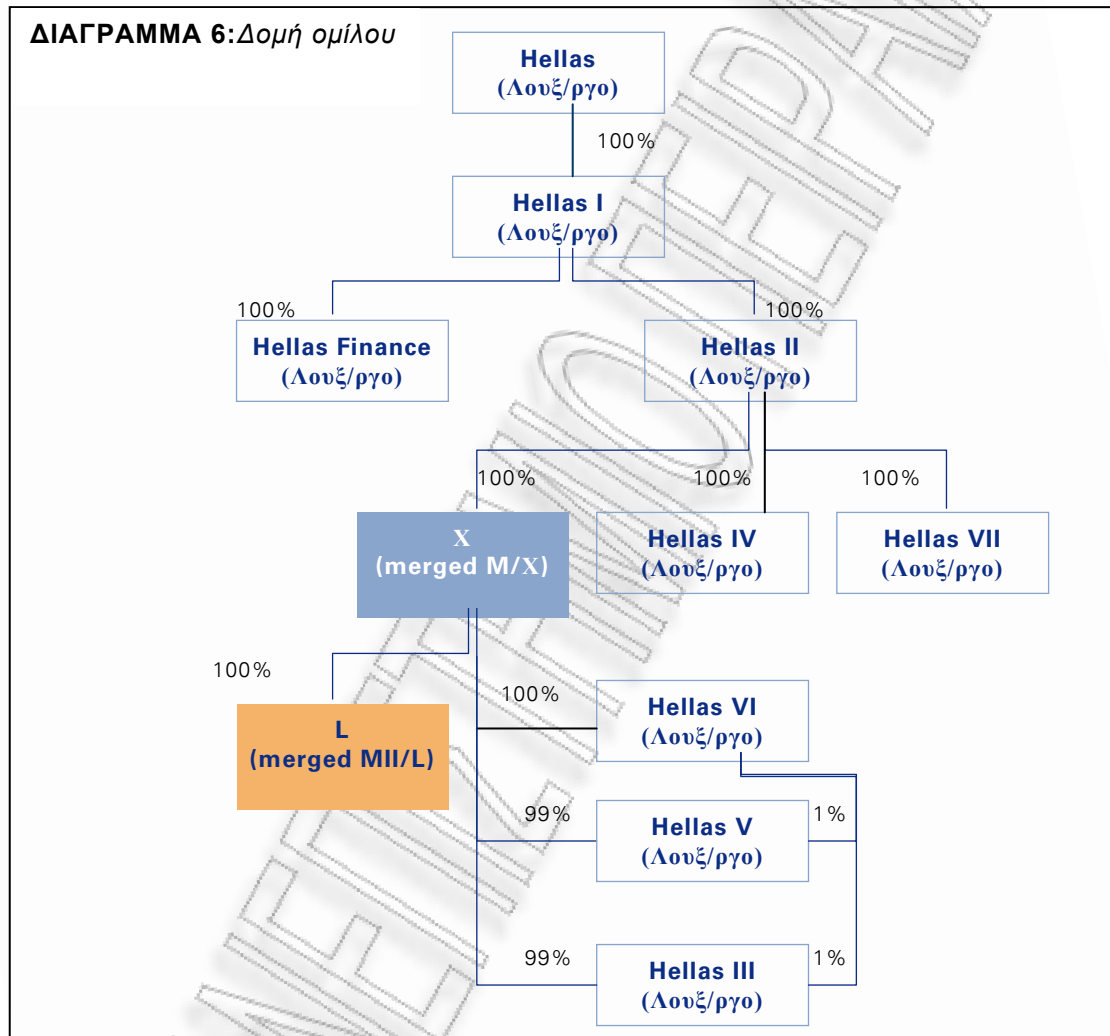 ΔΙΑΓΡΑΜΜΑ 6:Δομή ομίλου
Hellas
(Λουξ/ργο)
100%
Hellas I
(Λουξ/ργο)
100%
100%
Hellas Finance
(Λουξ/ργο)
Hellas II
(Λουξ/ργο)
100%
100%
100%
X
(merged M/X)
Hellas IV
(Λουξ/ργο)
Hellas VII
(Λουξ/ργο)
100%
100%
L
(merged MII/L)
Hellas VI
(Λουξ/ργο)
99%
Hellas V
(Λουξ/ργο)
1%
99%
Hellas III
(Λουξ/ργο)
1%